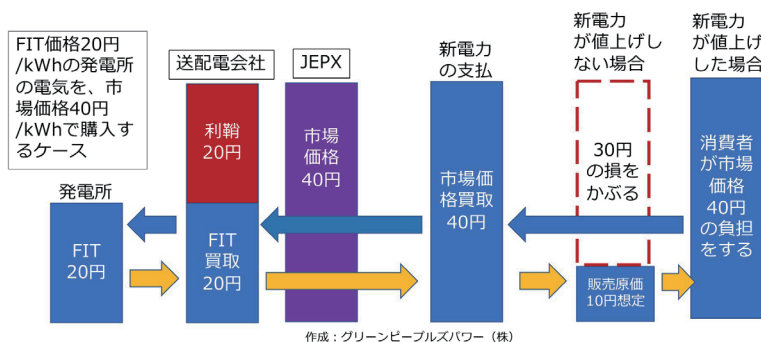 FIT価格20円
/kWhの発電所
の電気を、市
場価格40円
/kWhで購入す
るケース
発電所
FIT
20円
送配電会社
利鞘
20円
FIT
買取
20円
JEPX
市場
価格
40円
新電力
の支払
市場価
格買取
40円
新電力
が値上げし
ない場合
30円
の損を
かぶる
販売原価
10円想定
新電力
が値上げ
した場合
消費者
が市場
価格
40円
の負担
をする
作成：グリーンピープルズパワー（株）